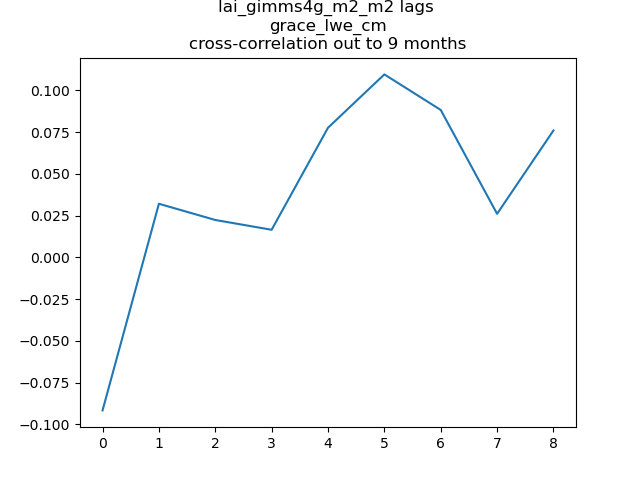 lai_gimms4g_m2_m2 lags
grace_lwe_cm
cross-correlation out to 9 months
0.100
0.075
0.050
0.025
0.000
−0.025
−0.050
−0.075
−0.100
0 1 2 3 4 5 6 7 8